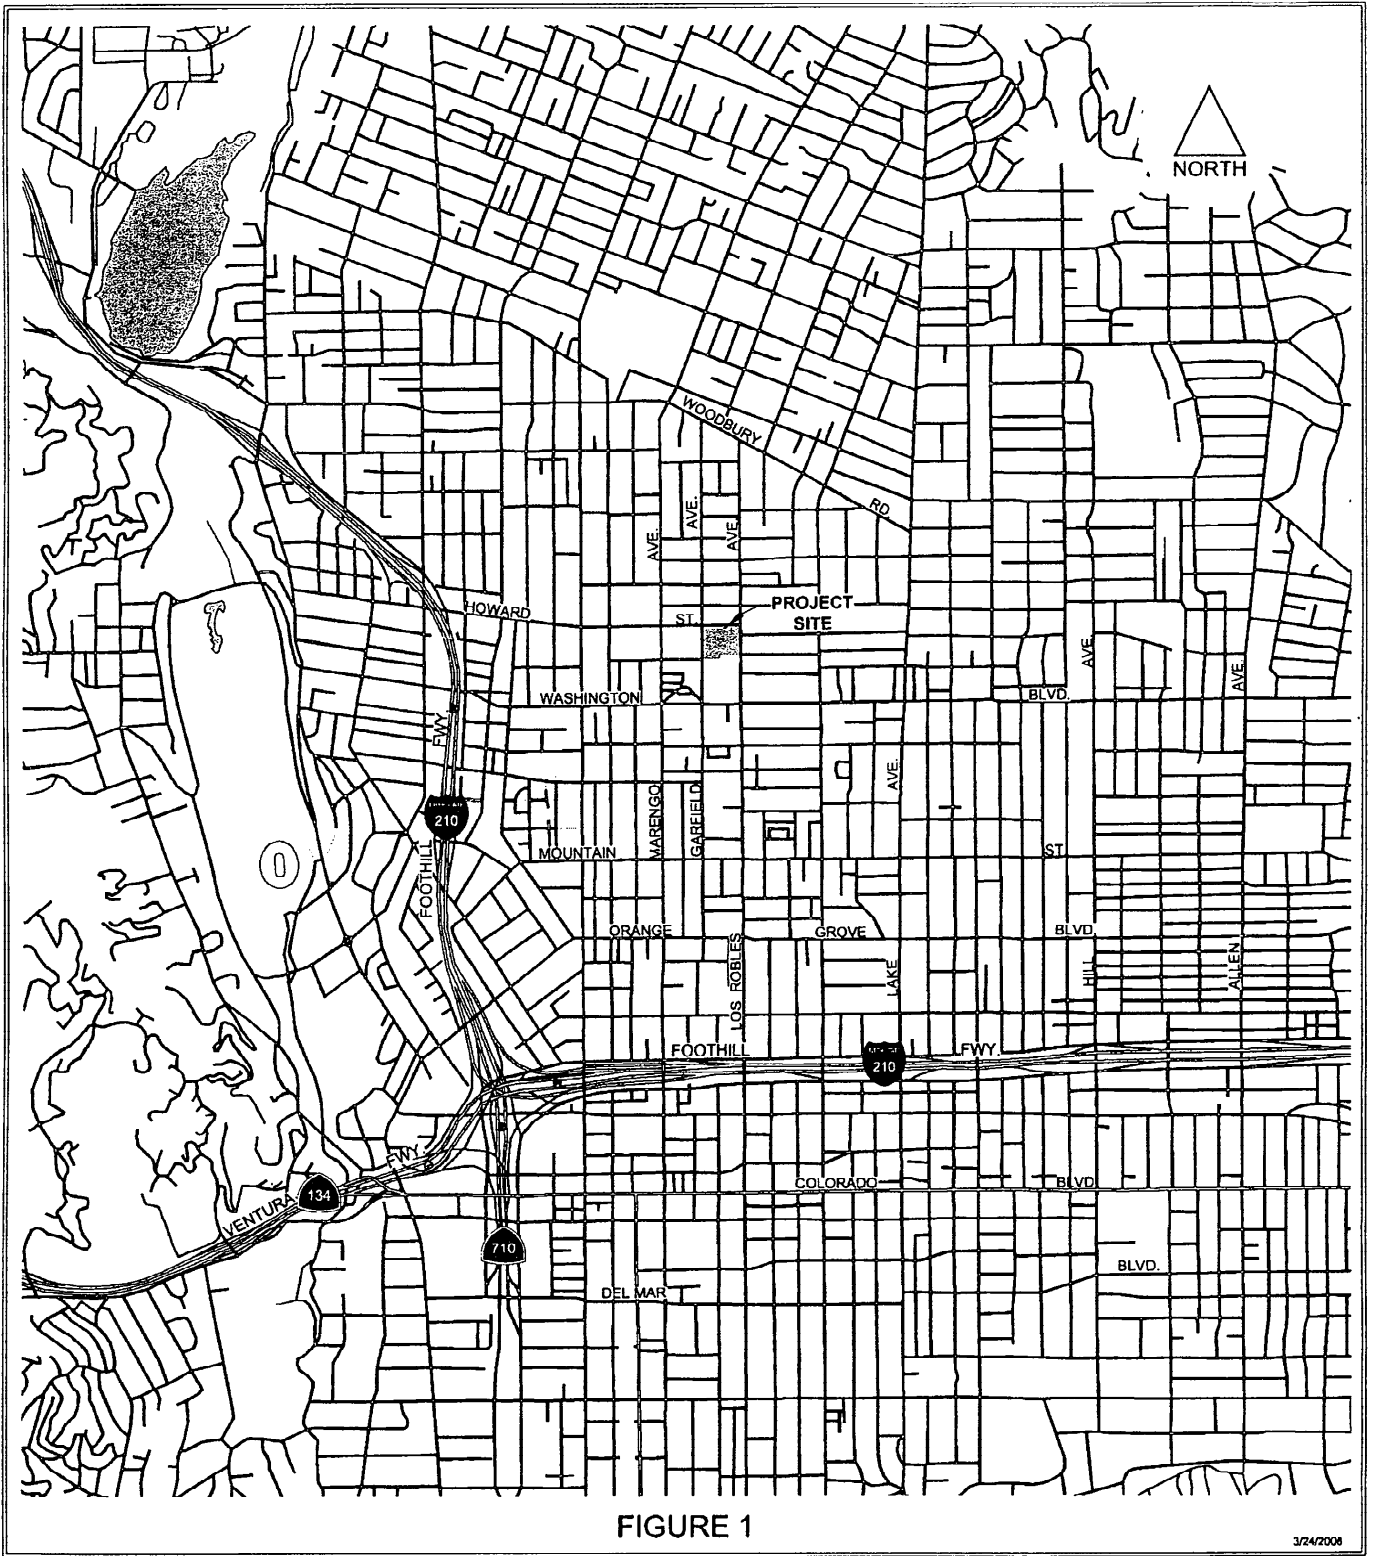 NORTH
WOODBURY
RD
AVE.
AVE.
AVE.
HOWARD
ST.
PROJECT
SITE
AVE.
AVE.
WASHINGTON
BLVD.
FWY.
AVE.
210
MARENGO
GARFIELD
MOUNTAIN
ST
FOOTHILL
ORANGE
GROVE
BLVD
LOS ROBLES
LAKE
HILL
ALLEN
FOOTHILL
210
FWY.
FWY.
VENTURA
134
COLORADO
BLVD
710
BLVD.
DEL MAR
FIGURE 1
3/24/2006